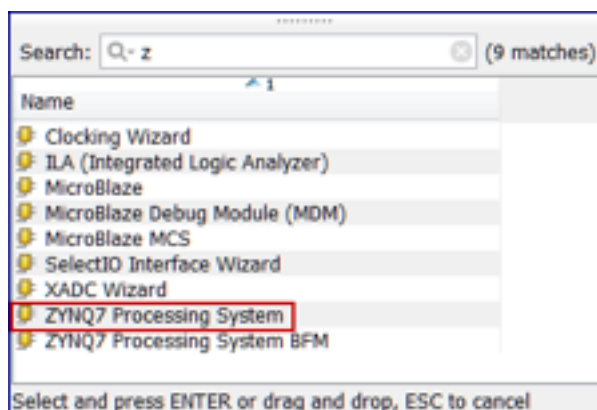 Search: z (9 matches)
1
Name
Clocking Wizard
ILA (Integrated Logic Analyzer)
MicroBlaze
MicroBlaze Debug Module (MDM)
MicroBlaze MCS
SelectIO Interface Wizard
XADC Wizard
ZYNQ7 Processing System
ZYNQ7 Processing System BFM
Select and press ENTER or drag and drop, ESC to cancel